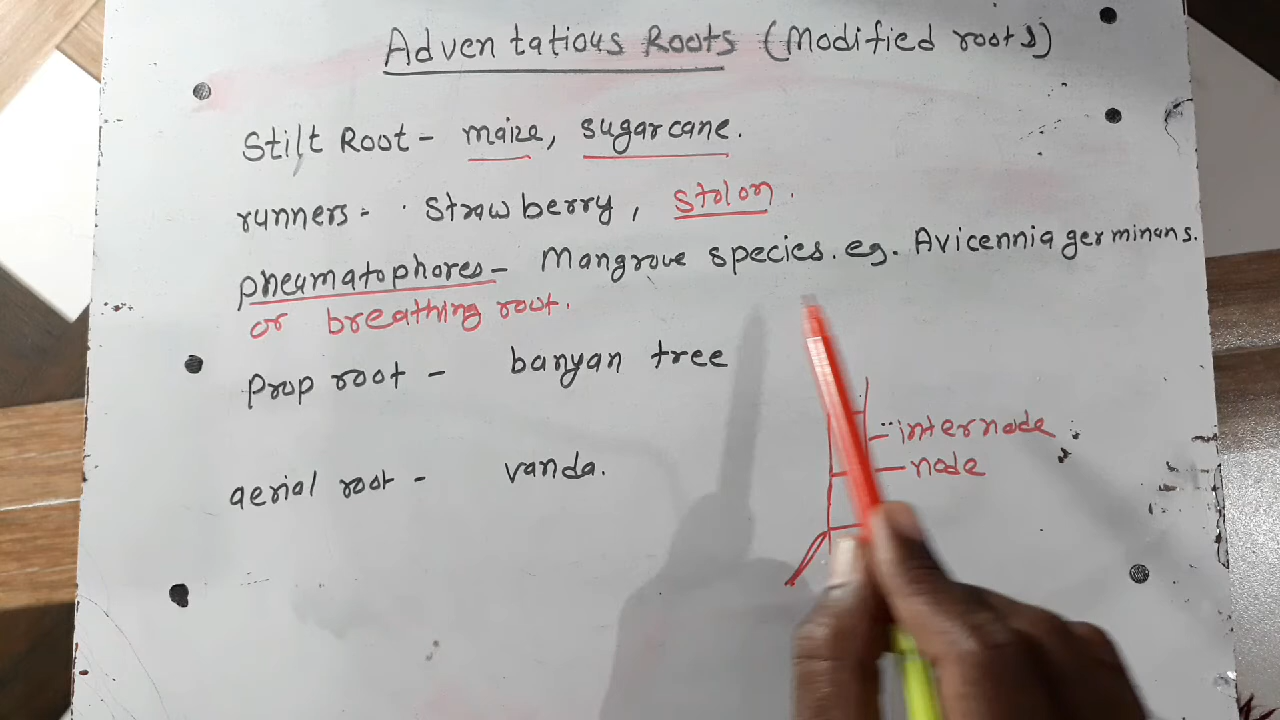 Adventatious Roots (Modified roots)
Stilt Root - maize, sugarcane.
runners - strawberry, stolon.
pneumatophores - Mangrove species. eg. Avicennia germinans.
or breathing root.
Prop root - banyan tree
internode
node
aerial root - vanda.